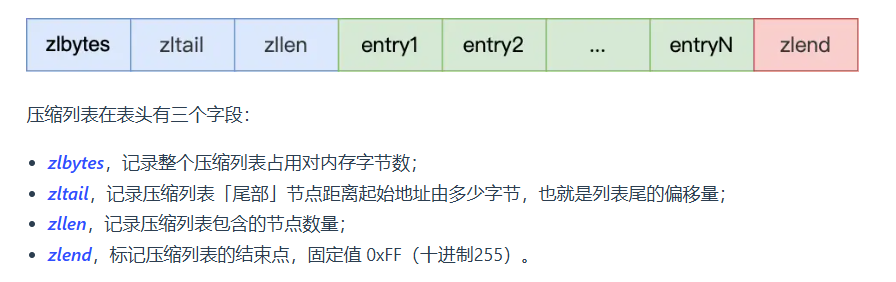 zlbytes zltail zllen entry1 entry2 ... entryN zlend
压缩列表在表头有三个字段：
• zlbytes，记录整个压缩列表占用对内存字节数；
• zltail，记录压缩列表「尾部」节点距离起始地址由多少字节，也就是列表尾的偏移量；
• zllen，记录压缩列表包含的节点数量；
• zlend，标记压缩列表的结束点，固定值 0xFF（十进制255）。